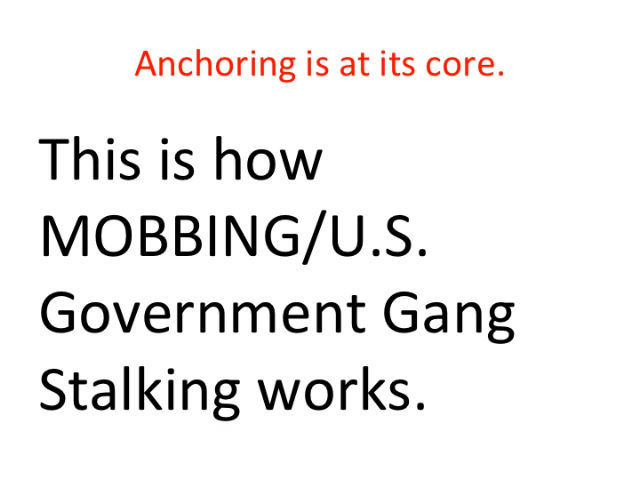 Anchoring is at its core.
This is how
MOBBING/U.S.
Government Gang
Stalking works.